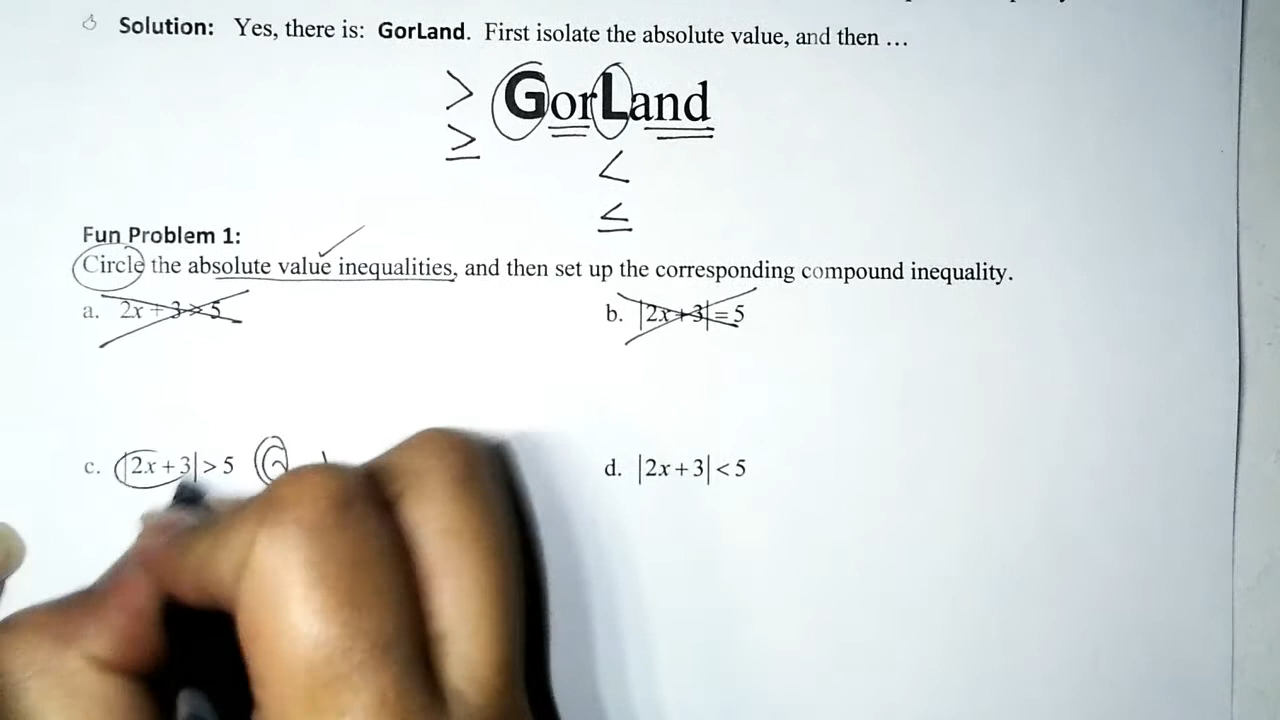 Solution: Yes, there is: GorLand. First isolate the absolute value, and then …
> GorLand
≥
<
≤
Fun Problem 1:
Circle the absolute value inequalities, and then set up the corresponding compound inequality.
a. 2x + 3 > 5 b. |2x+3| = 5
c. |2x+3| > 5 d. |2x+3| < 5